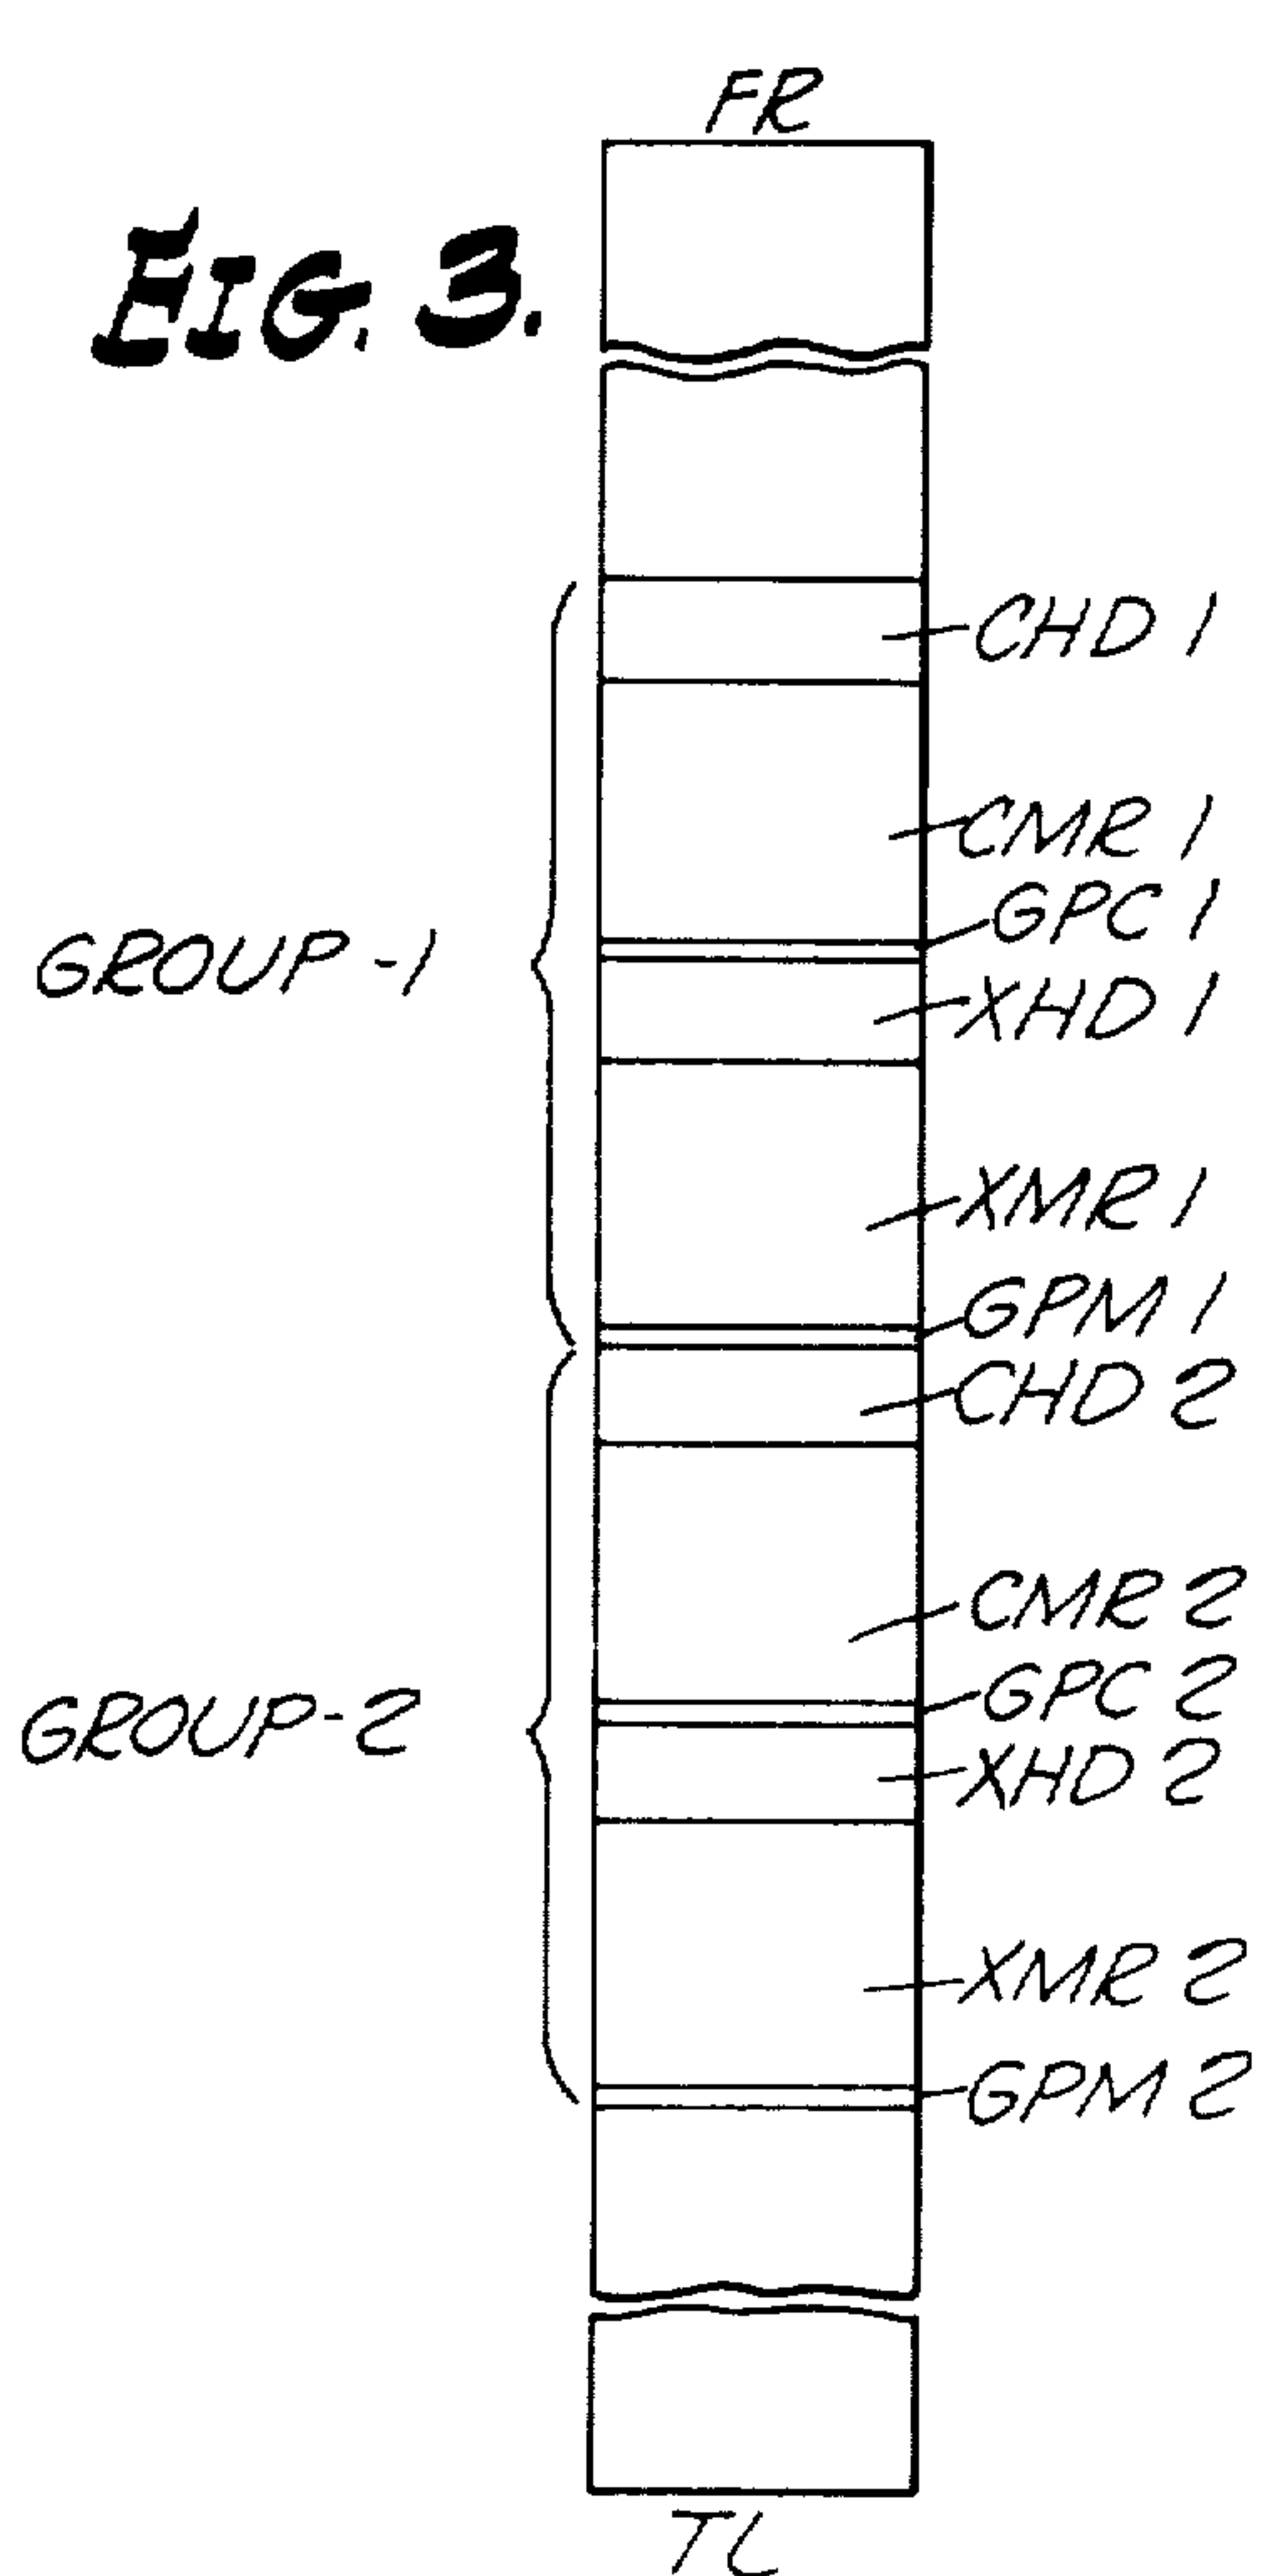 FR
FIG. 3.
CHD 1
CMR 1
GPC 1
GROUP-1
XHD 1
XMR 1
GPM 1
CHD 2
CMR 2
GPC 2
GROUP-2
XHD 2
XMR 2
GPM 2
TL